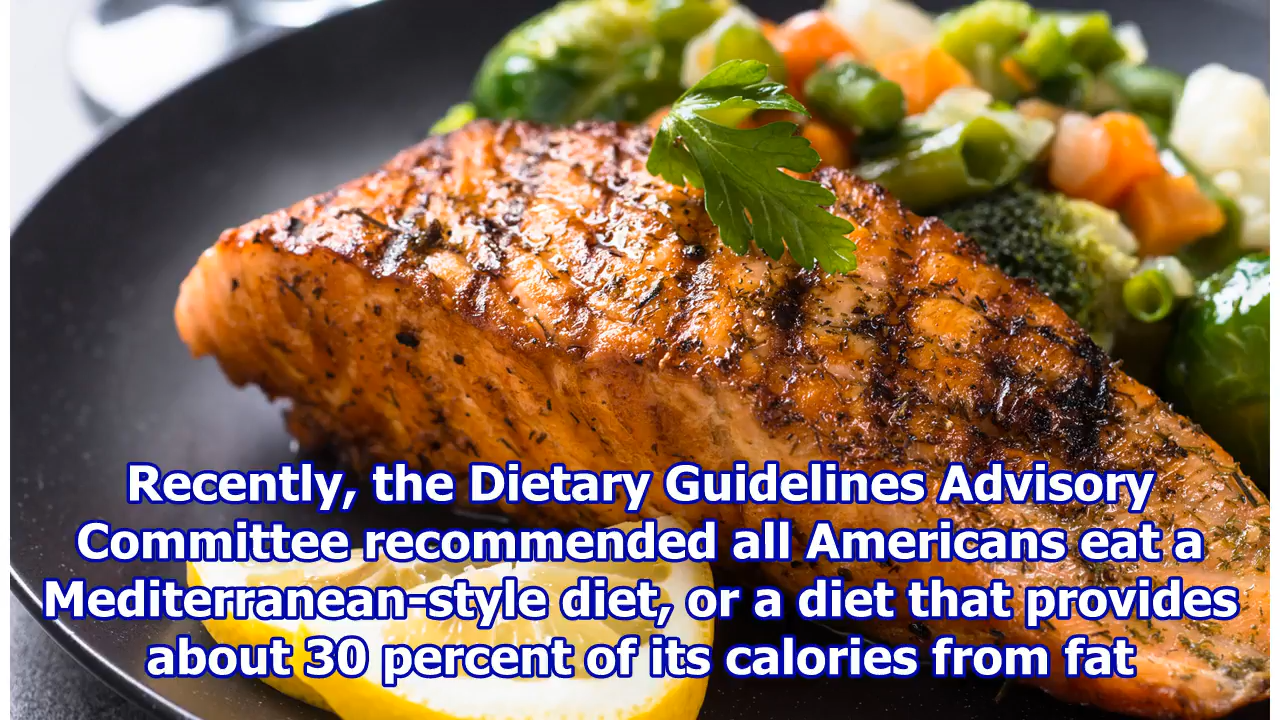 Recently, the Dietary Guidelines Advisory
Committee recommended all Americans eat a
Mediterranean-style diet, or a diet that provides
about 30 percent of its calories from fat